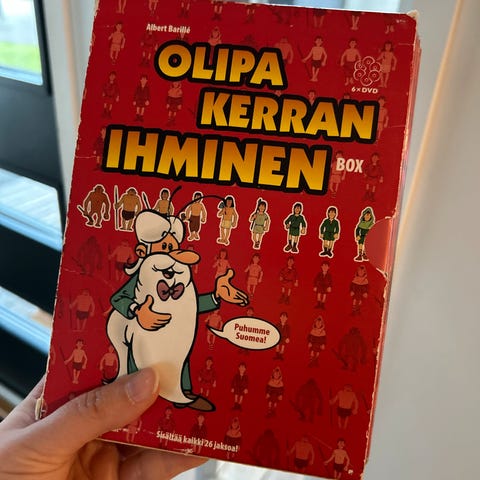 Albert Barillé
OLIPA
KERRAN
IHMINEN
BOX
6 x DVD
Puhumme
Suomea!
Sisältää kaikki 26 jaksoa!